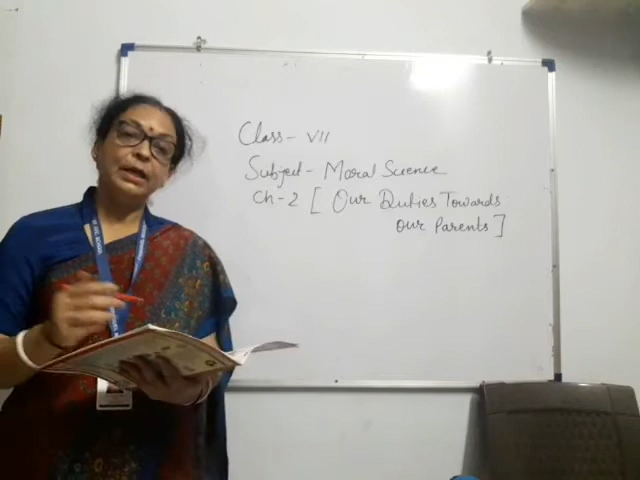 Class - VII
Subject - Moral Science
Ch - 2 [ Our Duties Towards
our Parents ]